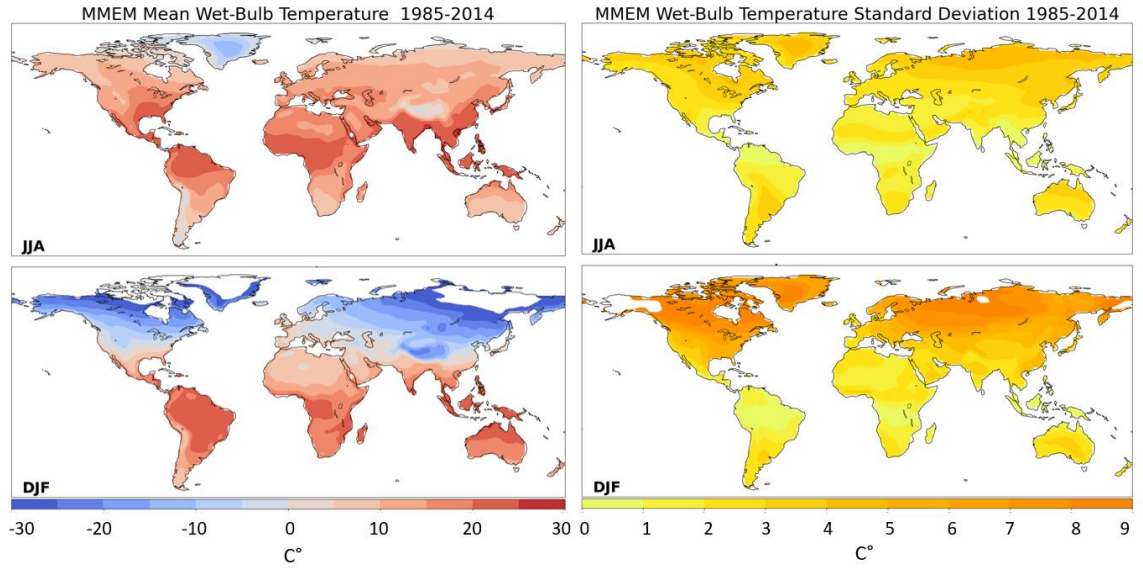 MMEM Mean Wet-Bulb Temperature 1985-2014
MMEM Wet-Bulb Temperature Standard Deviation 1985-2014
JJA
JJA
DJF
DJF
-30 -20 -10 0 10 20 30
0 1 2 3 4 5 6 7 8 9
C°
C°